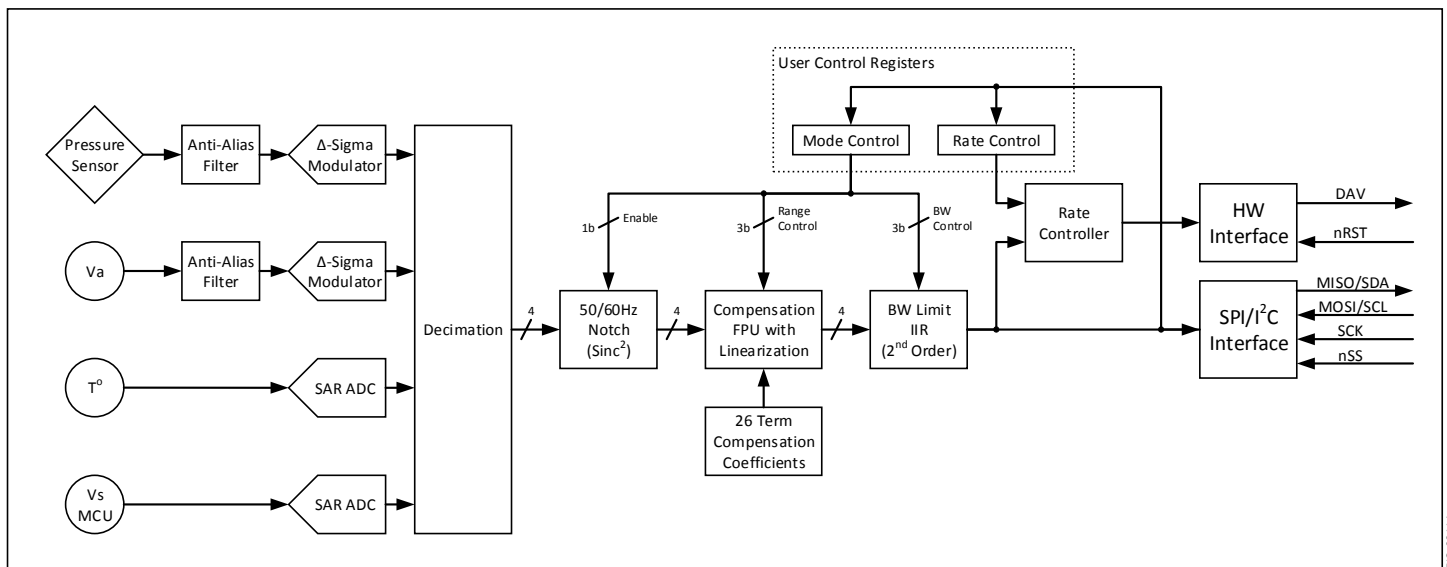 User Control Registers
Mode Control
Rate Control
Pressure
Sensor
Anti-Alias
Filter
Δ-Sigma
Modulator
Va
Anti-Alias
Filter
Δ-Sigma
Modulator
T°
SAR ADC
Vs
MCU
SAR ADC
Decimation
4
1b
Enable
50/60Hz
Notch
(Sinc²)
4
3b
Range
Control
Compensation
FPU with
Linearization
26 Term
Compensation
Coefficients
4
3b
BW
Control
BW Limit
IIR
(2nd Order)
Rate
Controller
HW
Interface
DAV
nRST
SPI/I²C
Interface
MISO/SDA
MOSI/SCL
SCK
nSS